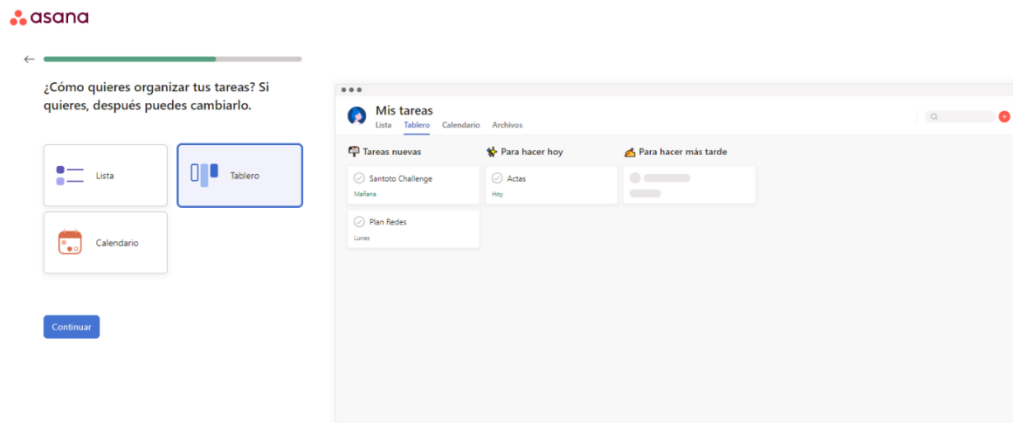 asana
¿Cómo quieres organizar tus tareas? Si
quieres, después puedes cambiarlo.
Lista
Tablero
Calendario
Continuar
Mis tareas
Lista Tablero Calendario Archivos
Tareas nuevas
Santoto Challenge
Mañana
Plan Redes
Lunes
Para hacer hoy
Actas
Hoy
Para hacer más tarde